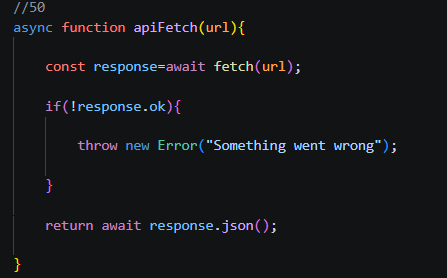 //50
async function apiFetch(url){
const response=await fetch(url);
if(!response.ok){
throw new Error("Something went wrong");
}
return await response.json();
}